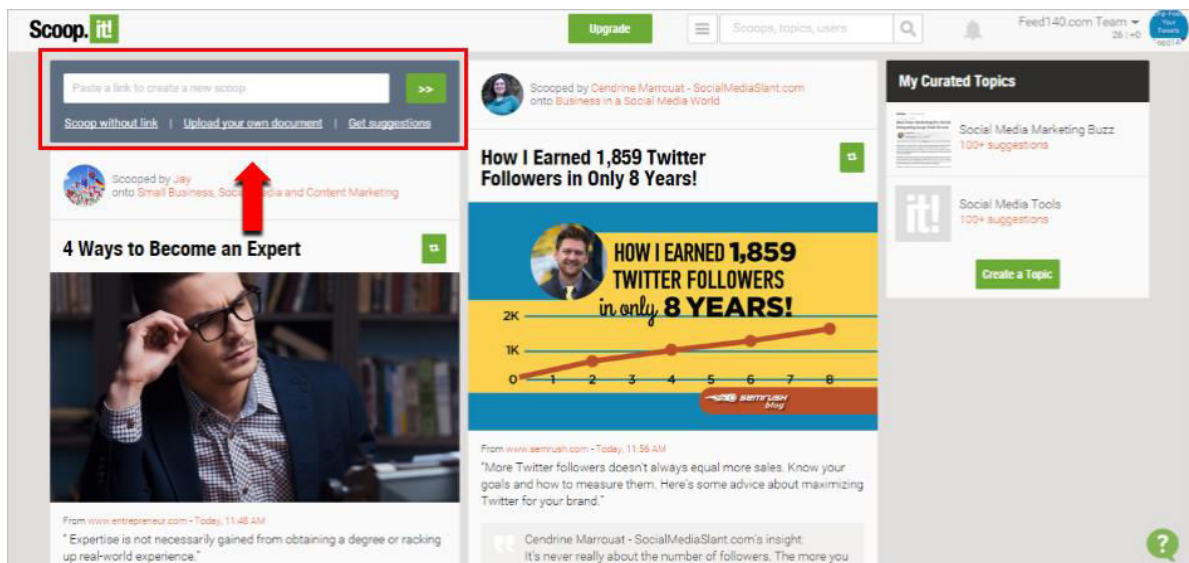 Scoop.it!
Upgrade
Scoops, topics, users
Feed140.com Team
26 | +0
Paste a link to create a new scoop
>>
Scoop without link | Upload your own document | Get suggestions
Scooped by Jay
onto Small Business, Social Media and Content Marketing
4 Ways to Become an Expert
From www.entrepreneur.com - Today, 11:48 AM
"Expertise is not necessarily gained from obtaining a degree or racking
up real-world experience."
Scooped by Cendrine Marrouat - SocialMediaSlant.com
onto Business in a Social Media World
How I Earned 1,859 Twitter
Followers in Only 8 Years!
HOW I EARNED 1,859
TWITTER FOLLOWERS
in only 8 YEARS!
2K
1K
0 1 2 3 4 5 6 7 8
semrush
blog
From www.semrush.com - Today, 11:56 AM
"More Twitter followers doesn't always equal more sales. Know your
goals and how to measure them. Here's some advice about maximizing
Twitter for your brand."
Cendrine Marrouat - SocialMediaSlant.com's insight:
It's never really about the number of followers. The more you
My Curated Topics
Social Media Marketing Buzz
100+ suggestions
it!
Social Media Tools
100+ suggestions
Create a Topic
?